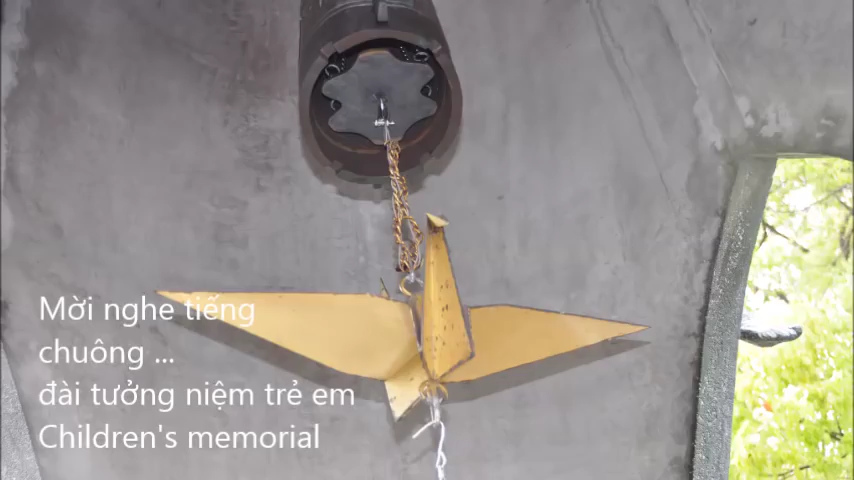 Mời nghe tiếng
chuông ...
đài tưởng niệm trẻ em
Children's memorial